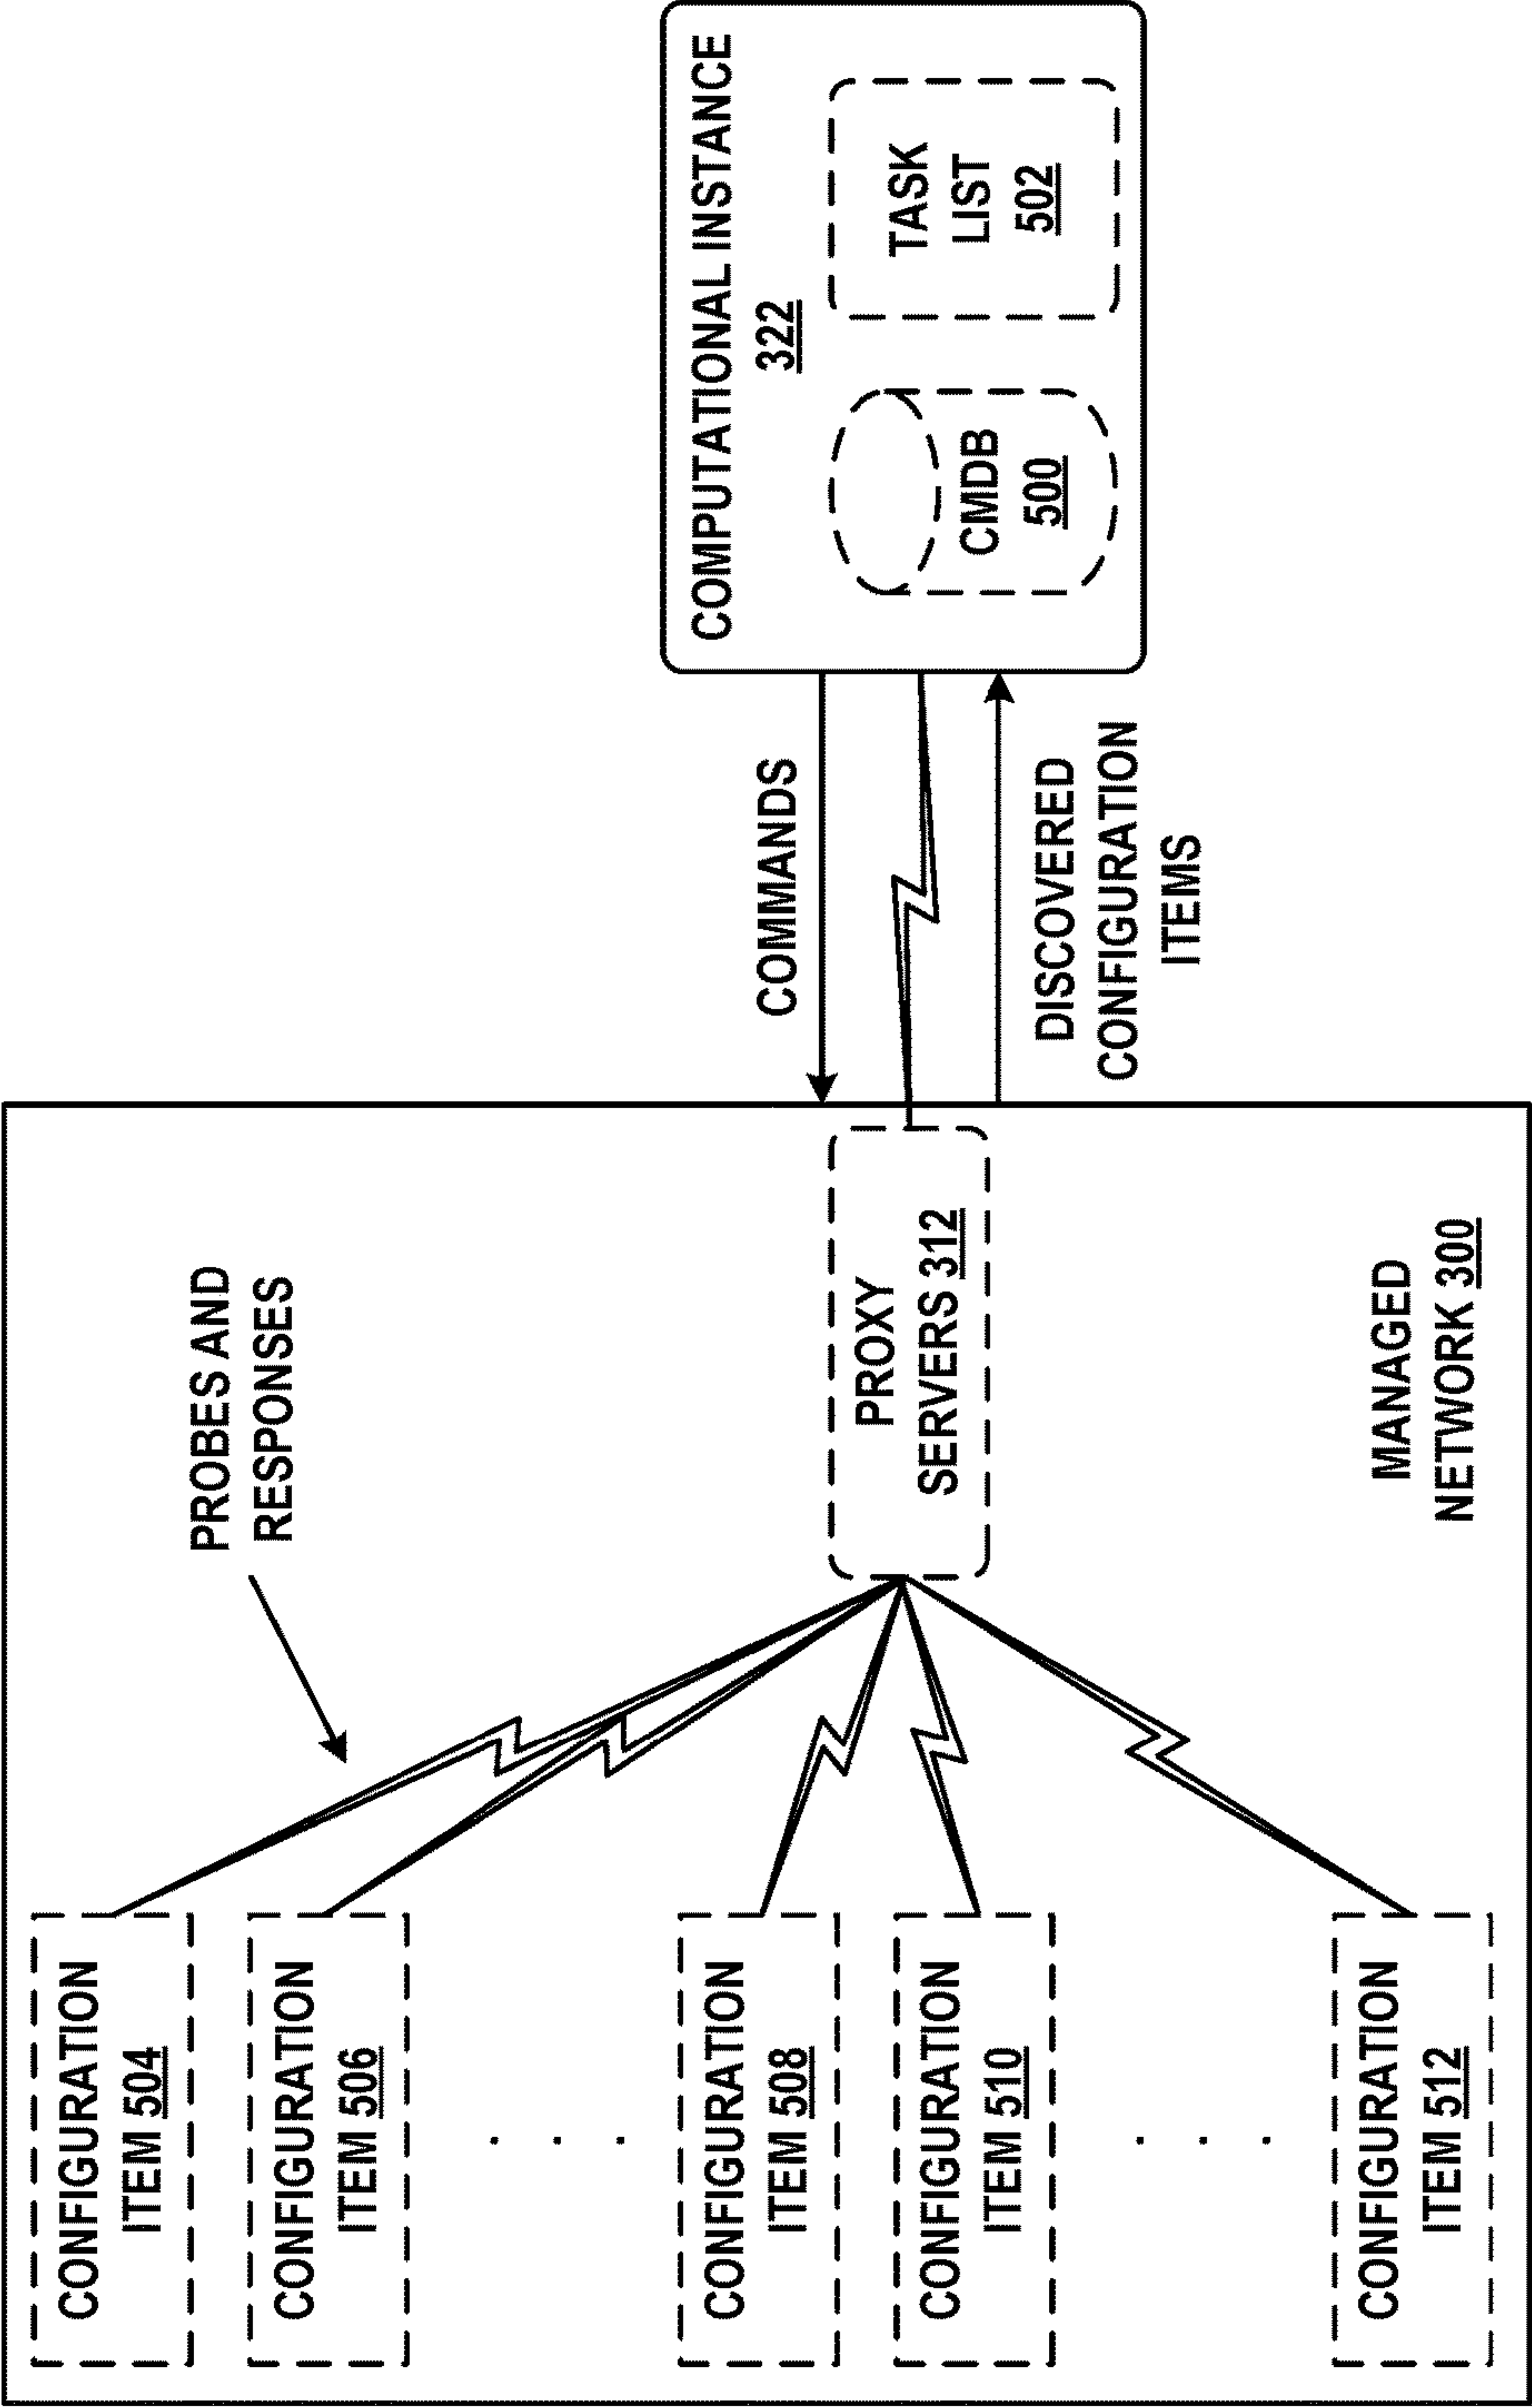 COMPUTATIONAL INSTANCE
322
CMDB
500
TASK
LIST
502
COMMANDS
DISCOVERED
CONFIGURATION
ITEMS
PROBES AND
RESPONSES
PROXY
SERVERS 312
MANAGED
NETWORK 300
CONFIGURATION
ITEM 504
CONFIGURATION
ITEM 506
. . .
CONFIGURATION
ITEM 508
CONFIGURATION
ITEM 510
. . .
CONFIGURATION
ITEM 512